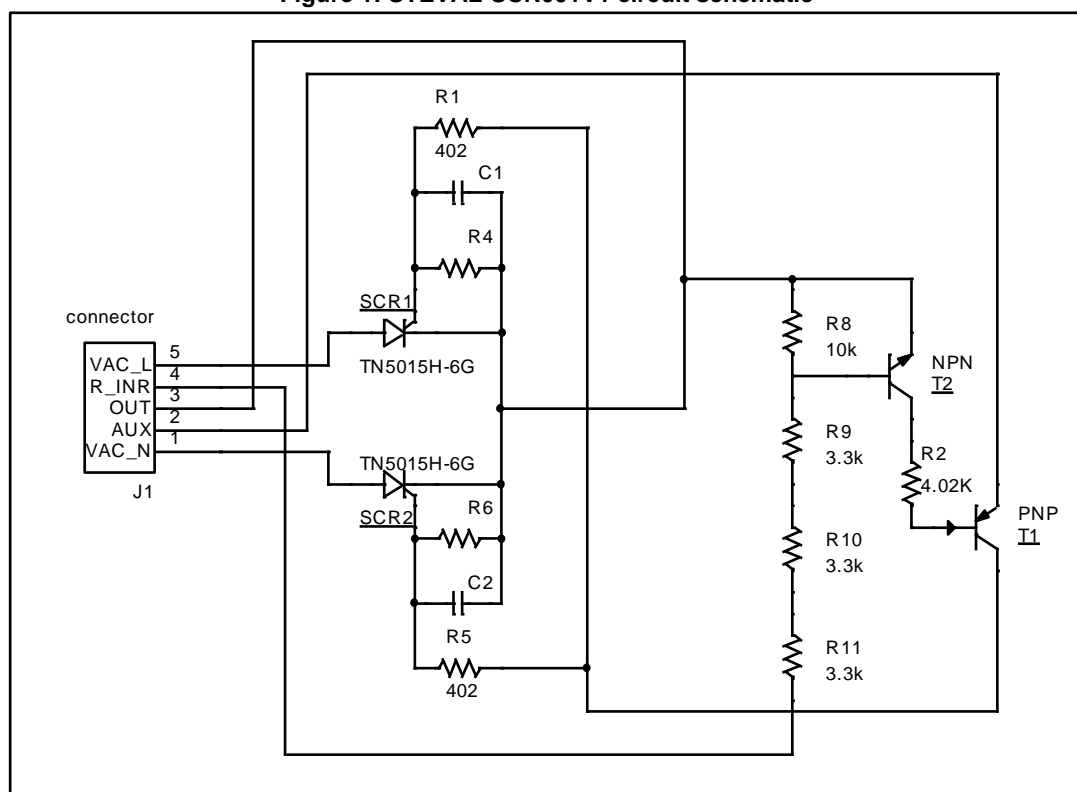 R1
402
C1
R4
SCR1
TN5015H-6G
connector
VAC_L 5
R_INR 4
OUT 3
AUX 2
VAC_N 1
J1
TN5015H-6G
SCR2
R6
C2
R5
402
R8
10k
NPN
T2
R9
3.3k
R2
4.02K
PNP
T1
R10
3.3k
R11
3.3k